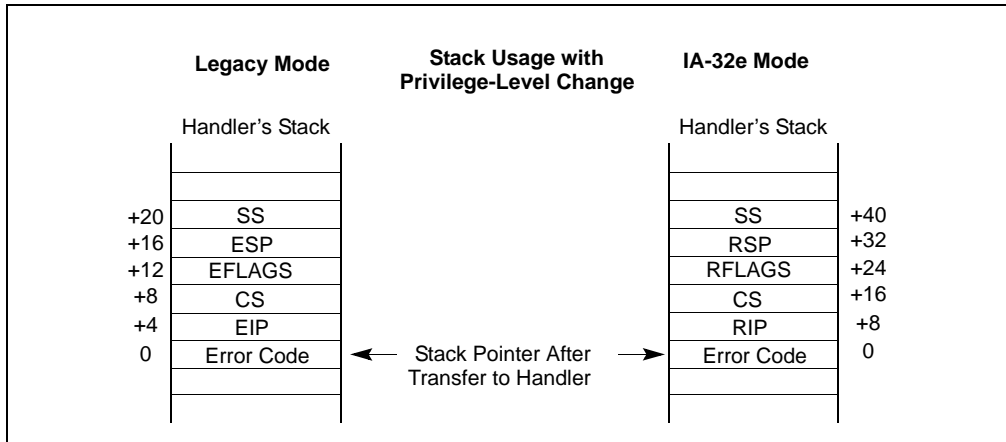 Legacy Mode
Stack Usage with
Privilege-Level Change
IA-32e Mode
Handler's Stack
Handler's Stack
+20 SS SS +40
+16 ESP RSP +32
+12 EFLAGS RFLAGS +24
+8 CS CS +16
+4 EIP RIP +8
0 Error Code Stack Pointer After Error Code 0
Transfer to Handler